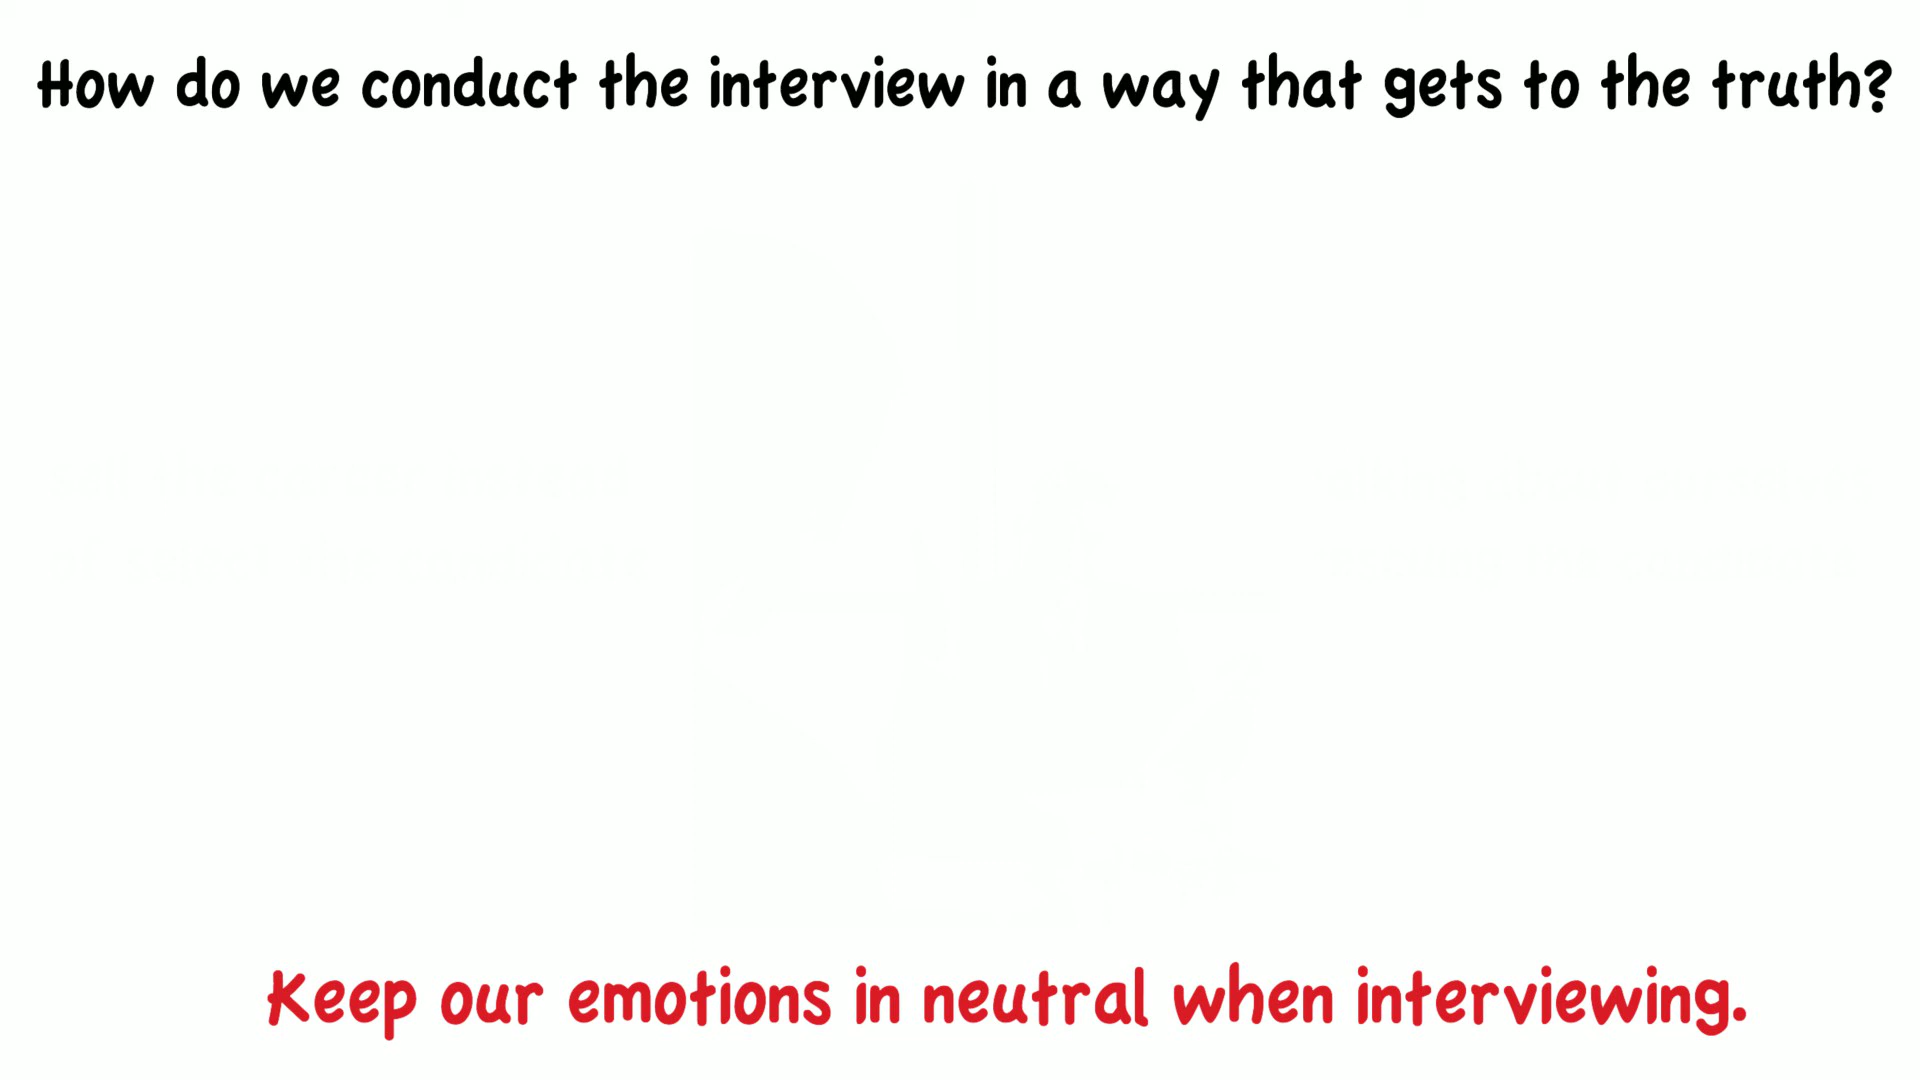 How do we conduct the interview in a way that gets to the truth?
Keep our emotions in neutral when interviewing.